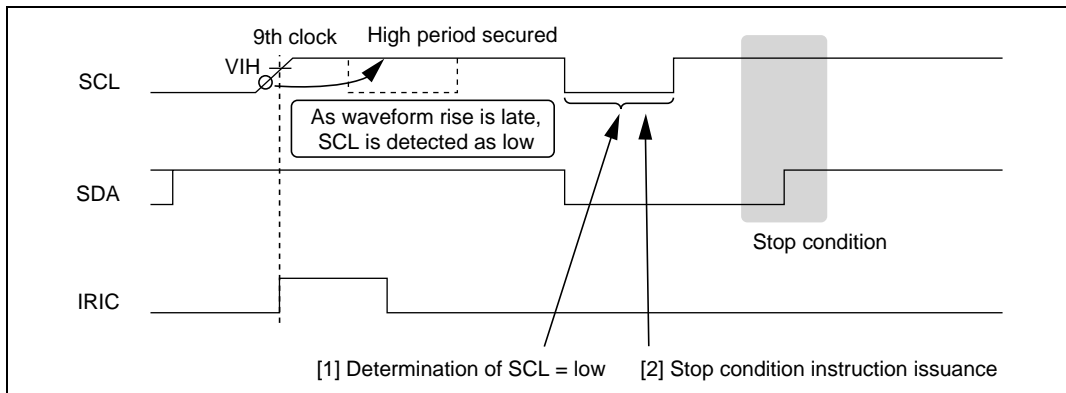 9th clock
High period secured
VIH
SCL
As waveform rise is late,
SCL is detected as low
SDA
Stop condition
IRIC
[1] Determination of SCL = low
[2] Stop condition instruction issuance